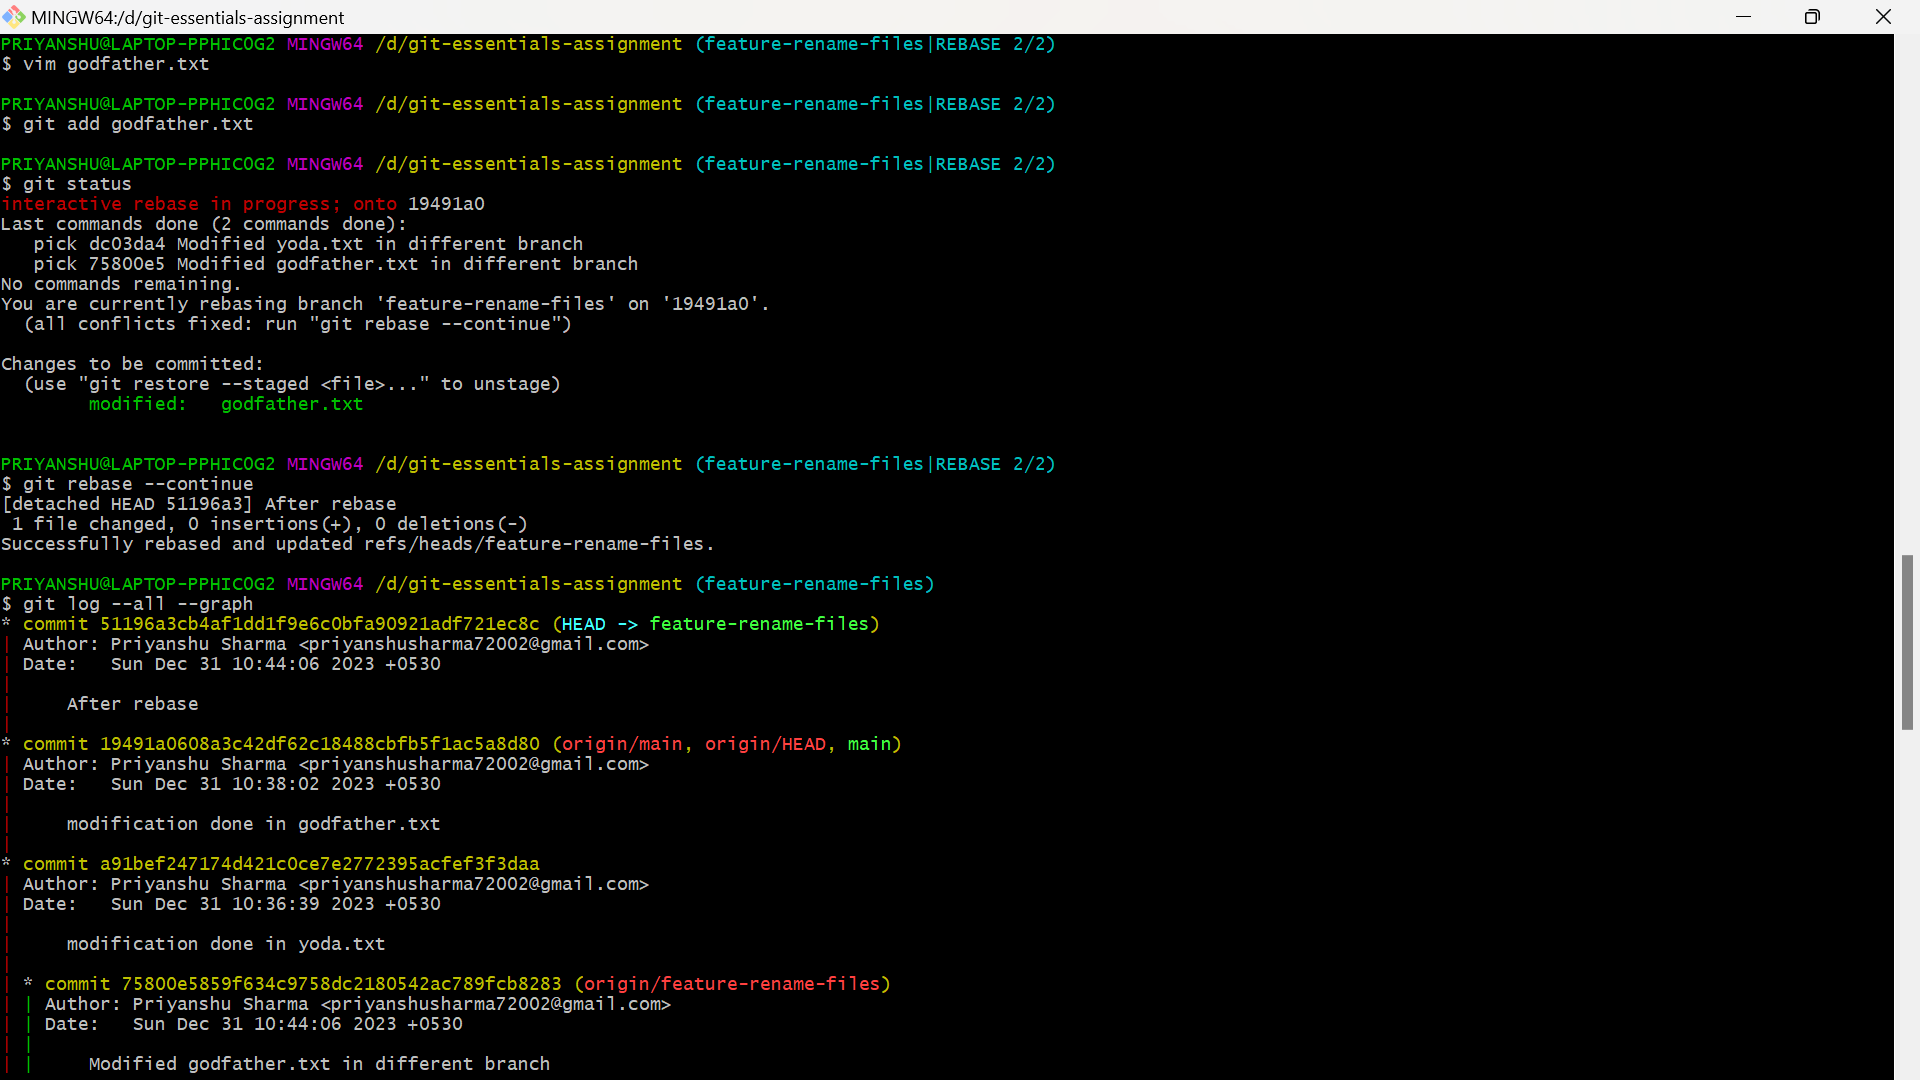 MINGW64:/d/git-essentials-assignment
PRIYANSHU@LAPTOP-PPHICOG2 MINGW64 /d/git-essentials-assignment (feature-rename-files|REBASE 2/2)
$ vim godfather.txt
PRIYANSHU@LAPTOP-PPHICOG2 MINGW64 /d/git-essentials-assignment (feature-rename-files|REBASE 2/2)
$ git add godfather.txt
PRIYANSHU@LAPTOP-PPHICOG2 MINGW64 /d/git-essentials-assignment (feature-rename-files|REBASE 2/2)
$ git status
interactive rebase in progress; onto 19491a0
Last commands done (2 commands done):
   pick dc03da4 Modified yoda.txt in different branch
   pick 75800e5 Modified godfather.txt in different branch
No commands remaining.
You are currently rebasing branch 'feature-rename-files' on '19491a0'.
  (all conflicts fixed: run "git rebase --continue")
Changes to be committed:
  (use "git restore --staged <file>..." to unstage)
        modified:   godfather.txt
PRIYANSHU@LAPTOP-PPHICOG2 MINGW64 /d/git-essentials-assignment (feature-rename-files|REBASE 2/2)
$ git rebase --continue
[detached HEAD 51196a3] After rebase
 1 file changed, 0 insertions(+), 0 deletions(-)
Successfully rebased and updated refs/heads/feature-rename-files.
PRIYANSHU@LAPTOP-PPHICOG2 MINGW64 /d/git-essentials-assignment (feature-rename-files)
$ git log --all --graph
* commit 51196a3cb4af1dd1f9e6c0bfa90921adf721ec8c (HEAD -> feature-rename-files)
| Author: Priyanshu Sharma <priyanshusharma72002@gmail.com>
| Date:   Sun Dec 31 10:44:06 2023 +0530
|
|     After rebase
|
* commit 19491a0608a3c42df62c18488cbfb5f1ac5a8d80 (origin/main, origin/HEAD, main)
| Author: Priyanshu Sharma <priyanshusharma72002@gmail.com>
| Date:   Sun Dec 31 10:38:02 2023 +0530
|
|     modification done in godfather.txt
|
* commit a91bef247174d421c0ce7e2772395acfef3f3daa
| Author: Priyanshu Sharma <priyanshusharma72002@gmail.com>
| Date:   Sun Dec 31 10:36:39 2023 +0530
|
|     modification done in yoda.txt
|
| * commit 75800e5859f634c9758dc2180542ac789fcb8283 (origin/feature-rename-files)
| | Author: Priyanshu Sharma <priyanshusharma72002@gmail.com>
| | Date:   Sun Dec 31 10:44:06 2023 +0530
| |
| |     Modified godfather.txt in different branch